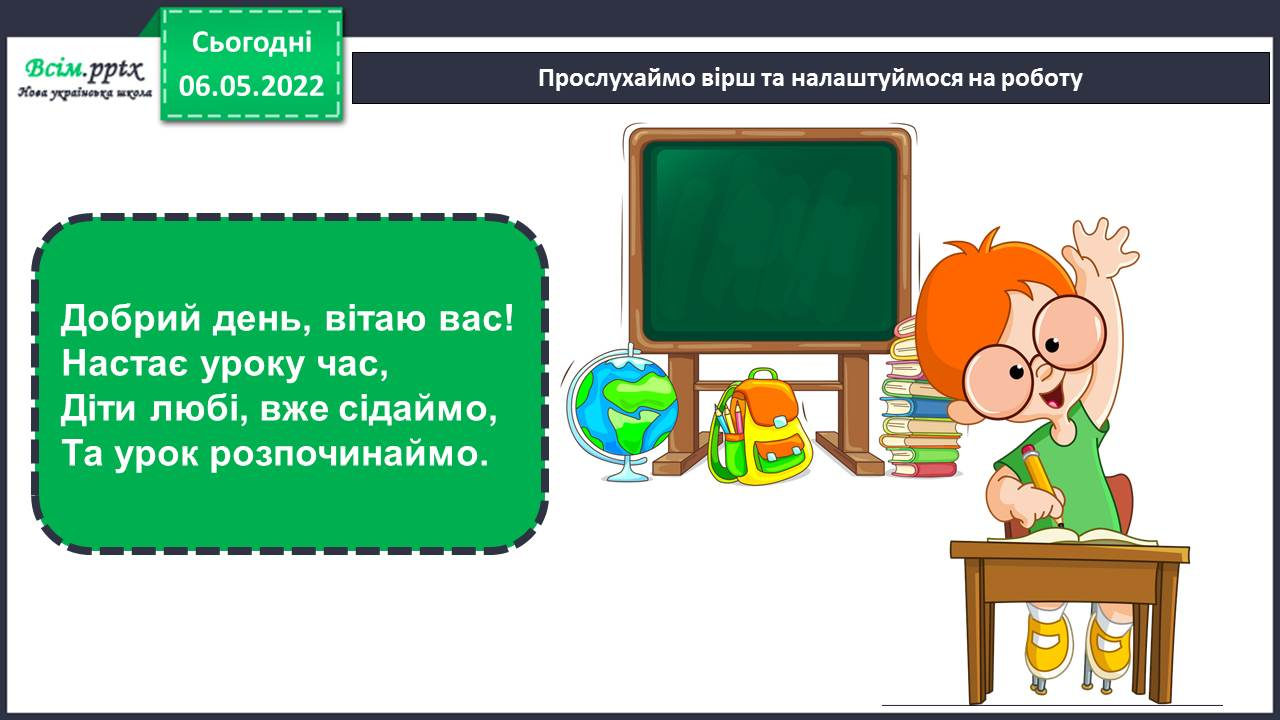 Сьогодні
06.05.2022
Всім.pptx
Нова українська школа
Прослухаймо вірш та налаштуймося на роботу
Добрий день, вітаю вас!
Настає уроку час,
Діти любі, вже сідаймо,
Та урок розпочинаймо.